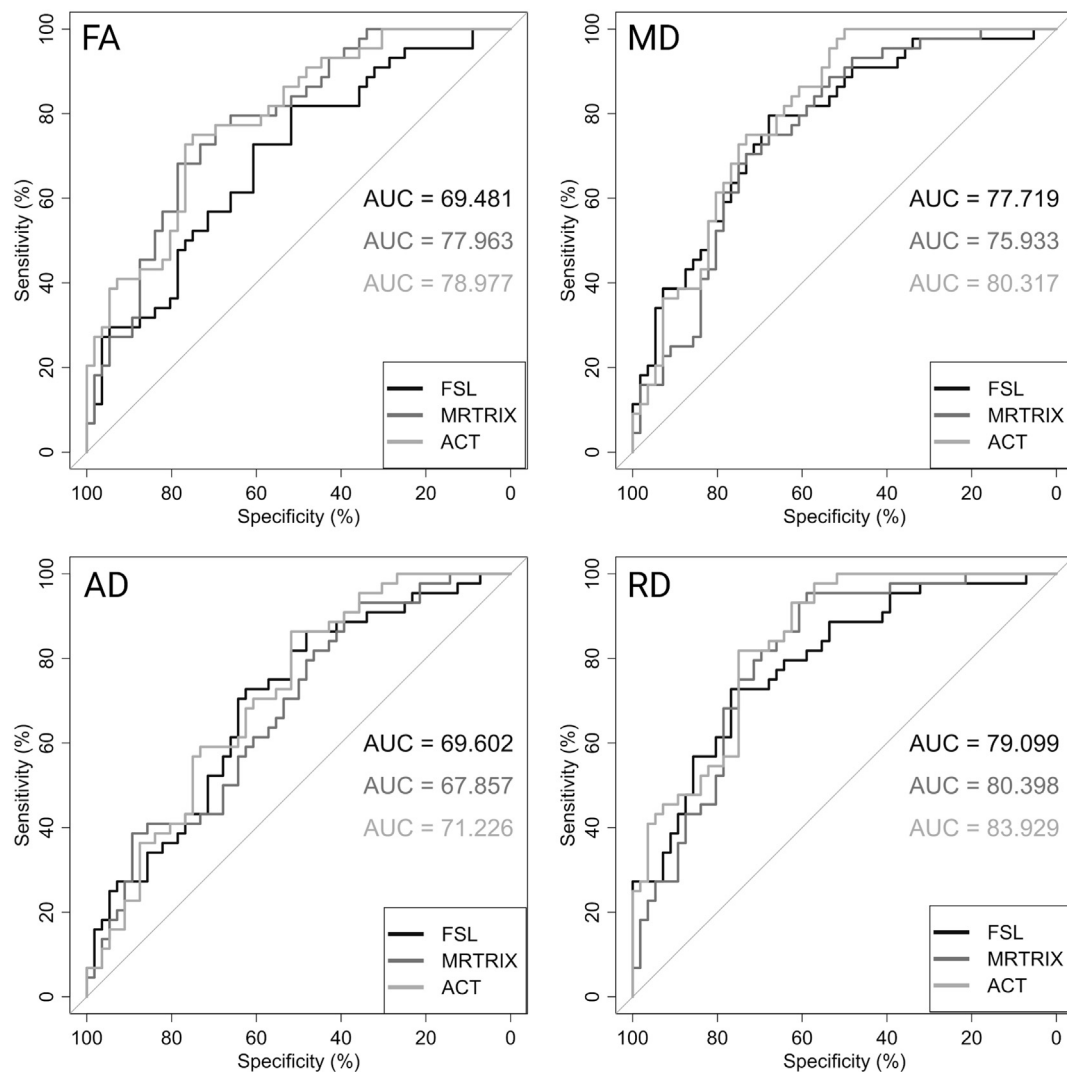 FA
Sensitivity (%)
100
80
60
40
20
0
AUC = 69.481
AUC = 77.963
AUC = 78.977
FSL
MRTRIX
ACT
100 80 60 40 20 0
Specificity (%)
MD
Sensitivity (%)
100
80
60
40
20
0
AUC = 77.719
AUC = 75.933
AUC = 80.317
FSL
MRTRIX
ACT
100 80 60 40 20 0
Specificity (%)
AD
Sensitivity (%)
100
80
60
40
20
0
AUC = 69.602
AUC = 67.857
AUC = 71.226
FSL
MRTRIX
ACT
100 80 60 40 20 0
Specificity (%)
RD
Sensitivity (%)
100
80
60
40
20
0
AUC = 79.099
AUC = 80.398
AUC = 83.929
FSL
MRTRIX
ACT
100 80 60 40 20 0
Specificity (%)